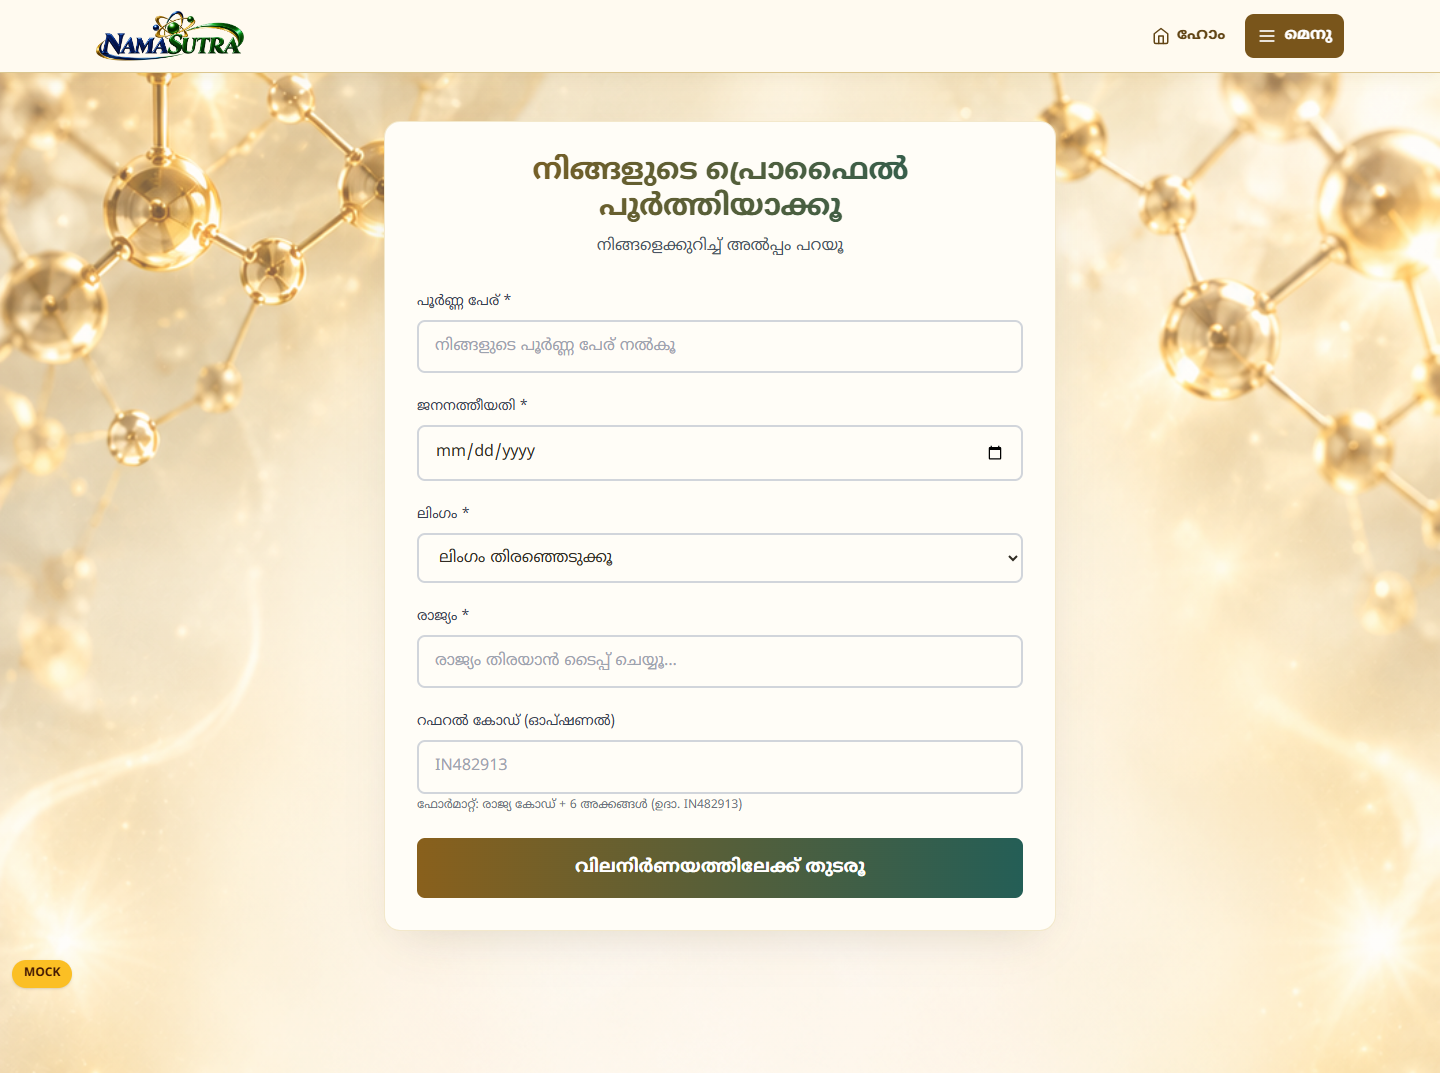 NAMASUTRA
ഹോം
മെനു
നിങ്ങളുടെ പ്രൊഫൈൽ
പൂർത്തിയാക്കൂ
നിങ്ങളെക്കുറിച്ച് അൽപ്പം പറയൂ
പൂർണ്ണ പേര് *
നിങ്ങളുടെ പൂർണ്ണ പേര് നൽകൂ
ജനനത്തീയതി *
mm/dd/yyyy
ലിംഗം *
ലിംഗം തിരഞ്ഞെടുക്കൂ
രാജ്യം *
രാജ്യം തിരയാൻ ടൈപ്പ് ചെയ്യൂ...
റഫറൽ കോഡ് (ഓപ്ഷണൽ)
IN482913
ഫോർമാറ്റ്: രാജ്യ കോഡ് + 6 അക്കങ്ങൾ (ഉദാ. IN482913)
വിലനിർണയത്തിലേക്ക് തുടരൂ
MOCK